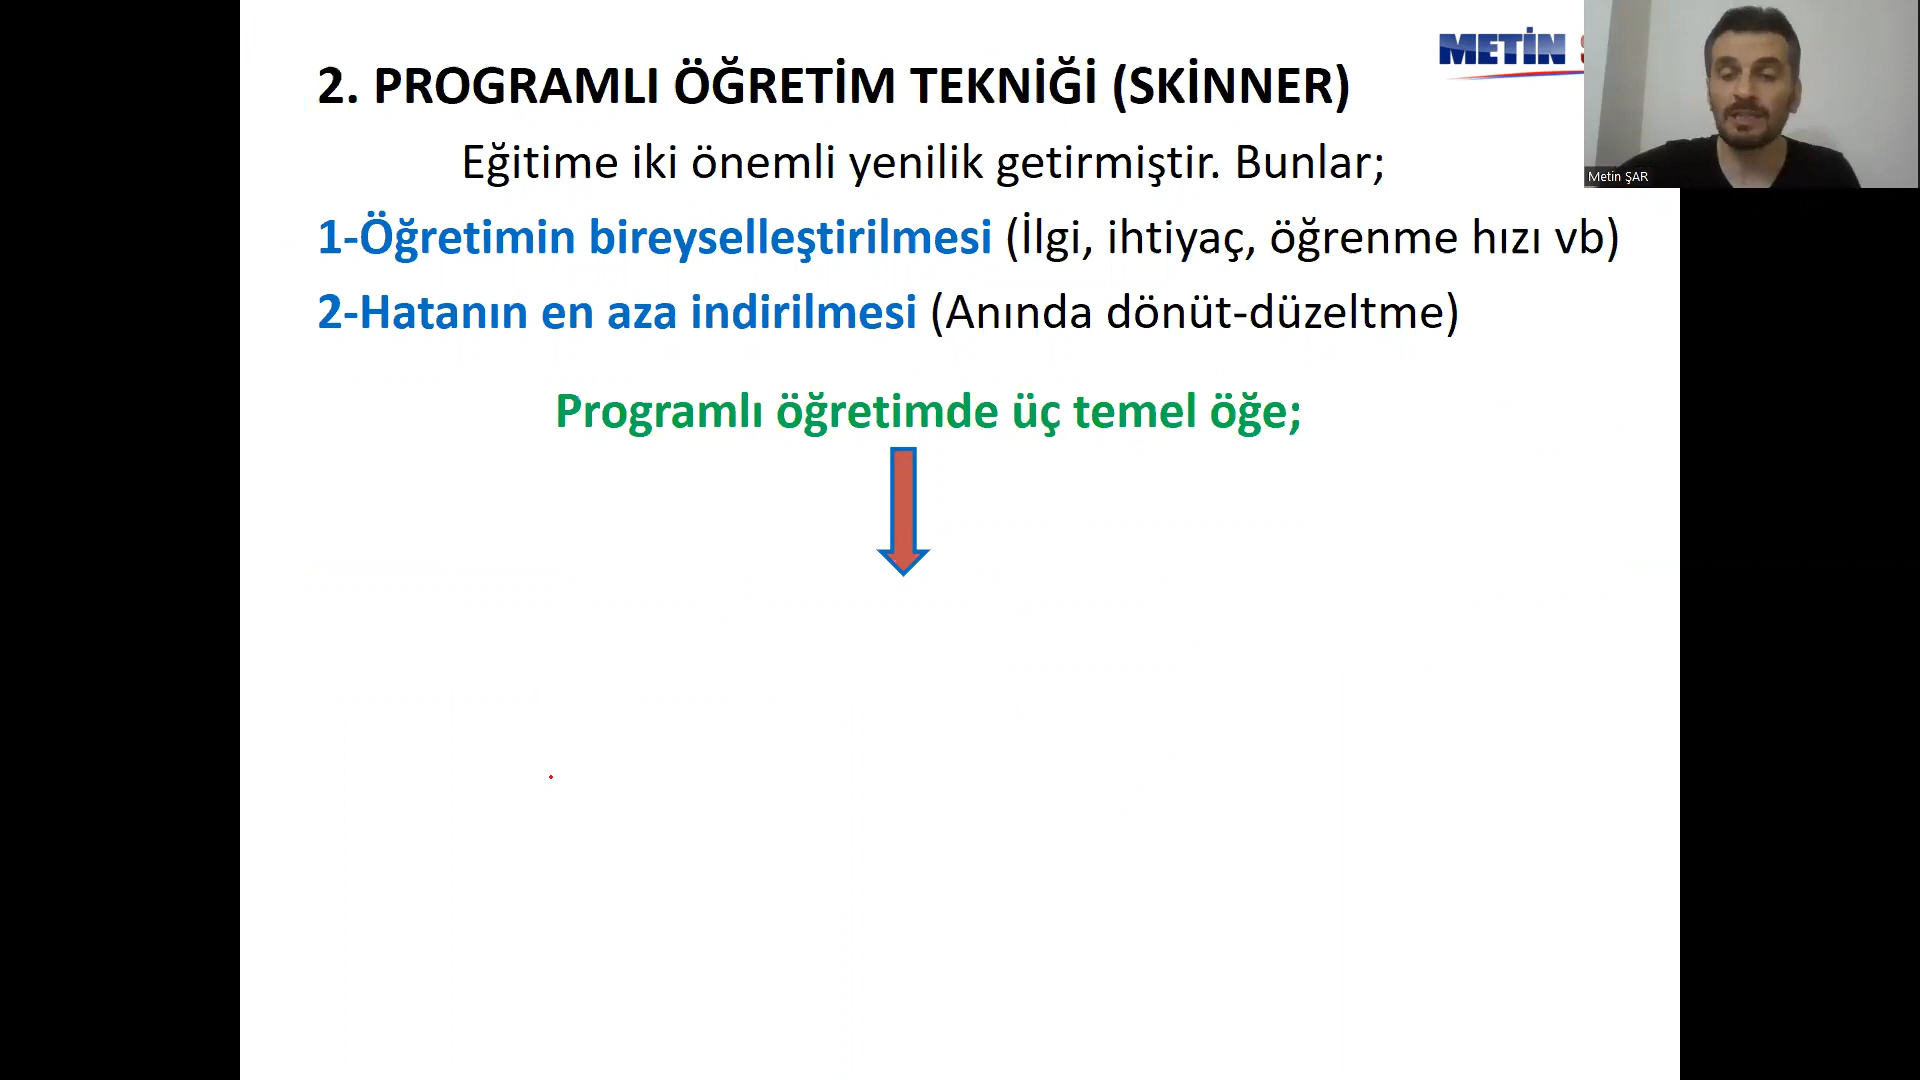 2. PROGRAMLI ÖĞRETİM TEKNİĞİ (SKİNNER)
METİN
Metin ŞAR
Eğitime iki önemli yenilik getirmiştir. Bunlar;
1-Öğretimin bireyselleştirilmesi (İlgi, ihtiyaç, öğrenme hızı vb)
2-Hatanın en aza indirilmesi (Anında dönüt-düzeltme)
Programlı öğretimde üç temel öğe;